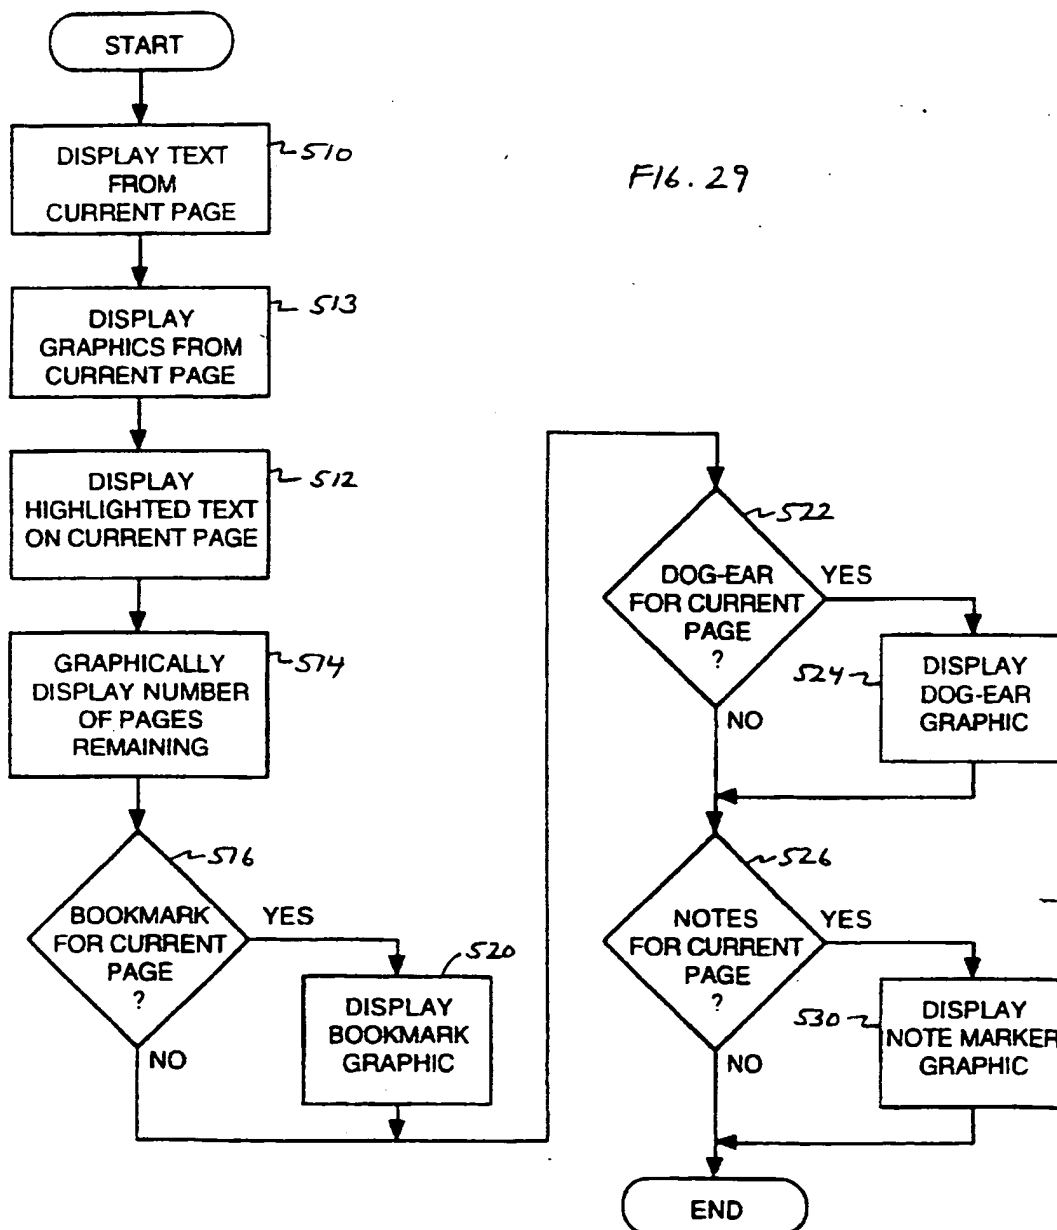 START
DISPLAY TEXT
FROM
CURRENT PAGE
510
FIG. 29
DISPLAY
GRAPHICS FROM
CURRENT PAGE
513
DISPLAY
HIGHLIGHTED TEXT
ON CURRENT PAGE
512
GRAPHICALLY
DISPLAY NUMBER
OF PAGES
REMAINING
514
BOOKMARK
FOR CURRENT
PAGE
?
516
YES
NO
520
DISPLAY
BOOKMARK
GRAPHIC
522
DOG-EAR
FOR CURRENT
PAGE
?
YES
NO
524
DISPLAY
DOG-EAR
GRAPHIC
526
NOTES
FOR CURRENT
PAGE
?
YES
NO
530
DISPLAY
NOTE MARKER
GRAPHIC
END